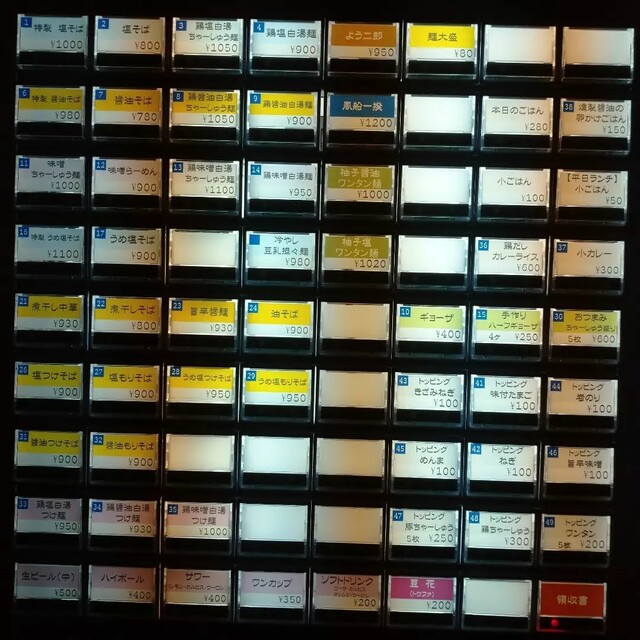 1 特製 塩そば
¥1000
2 塩そば
¥800
3 鶏塩白湯
ちゃーしゅう麺
¥1050
4 鶏塩白湯麺
¥900
よう二郎
¥950
麺大盛
¥80
6 特製 醤油そば
¥980
7 醤油そば
¥780
8 鶏醤油白湯
ちゃーしゅう麺
¥1050
9 鶏醤油白湯麺
¥900
風船一揆
¥1200
本日のごはん
¥280
38 燻製醤油の
卵かけごはん
¥150
11 味噌
ちゃーしゅう麺
¥1000
12 味噌らーめん
¥900
13 鶏味噌白湯
ちゃーしゅう麺
¥1100
14 鶏味噌白湯麺
¥950
柚子醤油
ワンタン麺
¥1000
小ごはん
¥100
【平日ランチ】
小ごはん
¥50
16 特製 うめ塩そば
¥1100
17 うめ塩そば
¥900
冷やし
豆乳担々麺
¥980
柚子塩
ワンタン麺
¥1020
36 鶏だし
カレーライス
¥600
37 小カレー
¥300
21 煮干し中華
¥930
22 煮干しそば
¥800
23 旨辛醤麺
¥930
24 油そば
¥900
10 ギョーザ
¥400
15 手作り
ハーフギョーザ
4ケ ¥250
30 おつまみ
ちゃーしゅう盛り
5枚 ¥600
26 塩つけそば
¥900
27 塩もりそば
¥900
28 うめ塩つけそば
¥950
29 うめ塩もりそば
¥950
43 トッピング
きざみねぎ
¥100
41 トッピング
味付たまご
¥100
44 トッピング
岩のり
¥100
31 醤油つけそば
¥900
32 醤油もりそば
¥900
45 トッピング
めんま
¥100
42 トッピング
ねぎ
¥100
46 トッピング
旨辛味噌
¥100
33 鶏塩白湯
つけ麺
¥950
34 鶏醤油白湯
つけ麺
¥930
35 鶏味噌白湯
つけ麺
¥1000
47 トッピング
豚ちゃーしゅう
5枚 ¥250
48 トッピング
鶏ちゃーしゅう
¥300
49 トッピング
ワンタン
5個 ¥200
生ビール(中)
¥500
ハイボール
¥400
サワー
¥400
ワンカップ
¥350
ソフトドリンク
¥200
豆花
(トウファ)
¥200
領収書